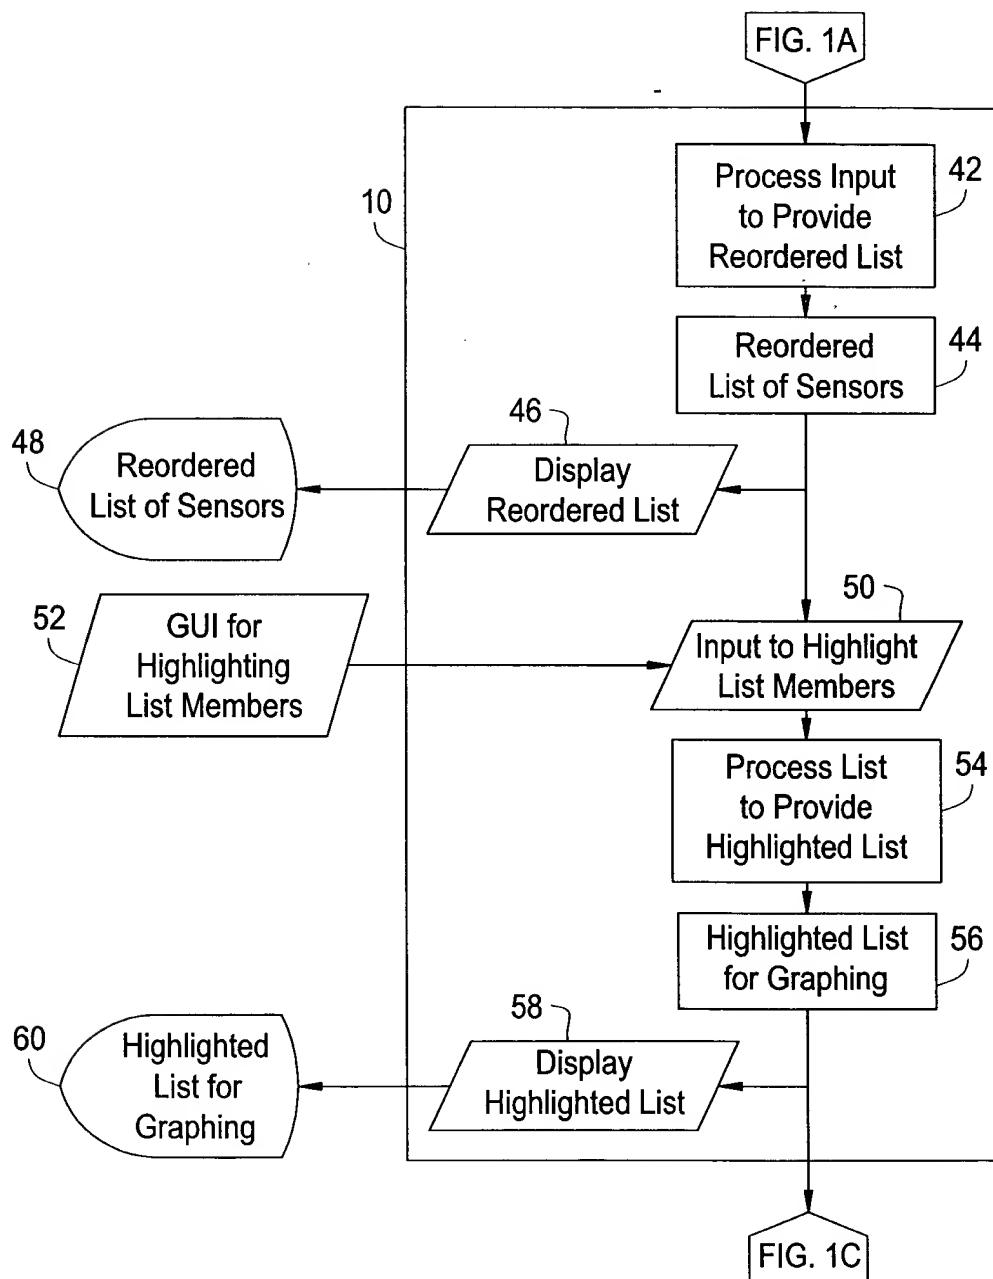 FIG. 1A
Process Input
to Provide
Reordered List
42
10
Reordered
List of Sensors
44
46
Display
Reordered List
48
Reordered
List of Sensors
50
Input to Highlight
List Members
52
GUI for
Highlighting
List Members
Process List
to Provide
Highlighted List
54
Highlighted List
for Graphing
56
58
Display
Highlighted List
60
Highlighted
List for
Graphing
FIG. 1C